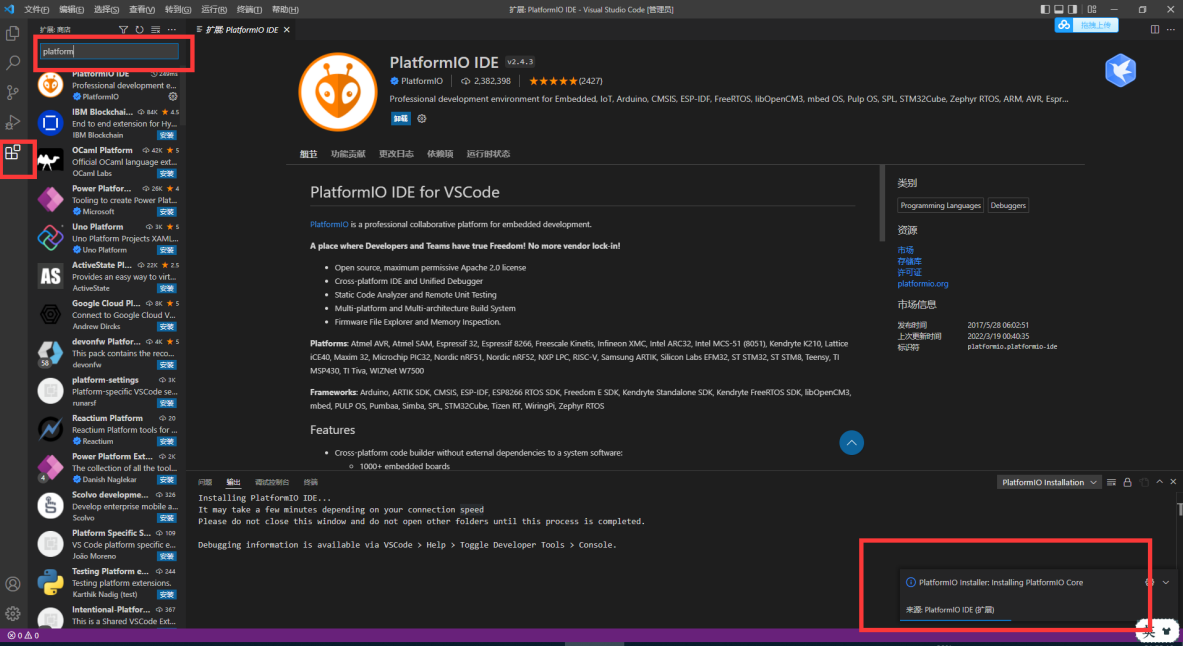 文件(F) 编辑(E) 选择(S) 查看(V) 转到(G) 运行(R) 终端(T) 帮助(H)
扩展: PlatformIO IDE - Visual Studio Code [管理员]
扩展: 商店
扩展: PlatformIO IDE
拖拽上传
platform
PlatformIO IDE 289ms
Professional development e...
PlatformIO
IBM Blockchai... 84K 4.5
End to end extension for Hy...
IBM Blockchain 安装
OCaml Platform 42K 5
Official OCaml language ext...
OCaml Labs 安装
Power Platfor... 26K 4
Tooling to create Power Plat...
Microsoft 安装
Uno Platform 3K 5
Uno Platform Projects XAML...
Uno Platform 安装
AS
ActiveState Pl... 22K 2.5
Provides an easy way to virt...
ActiveState 安装
Google Cloud Pl... 8K 5
Connect to Google Cloud V...
Andrew Dircks 安装
devonfw Platfor... 4K 5
This pack contains the reco...
58
devonfw 安装
platform-settings 3K
Platform-specific VSCode se...
runarsf 安装
Reactium Platform 20
Reactium Platform tools for ...
Reactium 安装
Power Platform Ext... 2K
The collection of all the tool...
4
Danish Naglekar 安装
Scolvo developme... 326
Develop enterprise mobile a...
Scolvo 安装
Platform Specific S... 109
VS Code platform specific e...
João Moreno 安装
Testing Platform e... 244
Testing platform extensions.
Karthik Nadig (test) 安装
Intentional-Platfor... 367
This is a Shared VSCode Ext...
0 0
PlatformIO IDE v2.4.3
PlatformIO 2,382,398 (2427)
Professional development environment for Embedded, IoT, Arduino, CMSIS, ESP-IDF, FreeRTOS, libOpenCM3, mbed OS, Pulp OS, SPL, STM32Cube, Zephyr RTOS, ARM, AVR, Espr...
卸载
细节 功能贡献 更改日志 依赖项 运行时状态
PlatformIO IDE for VSCode
PlatformIO is a professional collaborative platform for embedded development.
A place where Developers and Teams have true Freedom! No more vendor lock-in!
• Open source, maximum permissive Apache 2.0 license
• Cross-platform IDE and Unified Debugger
• Static Code Analyzer and Remote Unit Testing
• Multi-platform and Multi-architecture Build System
• Firmware File Explorer and Memory Inspection.
Platforms: Atmel AVR, Atmel SAM, Espressif 32, Espressif 8266, Freescale Kinetis, Infineon XMC, Intel ARC32, Intel MCS-51 (8051), Kendryte K210, Lattice
iCE40, Maxim 32, Microchip PIC32, Nordic nRF51, Nordic nRF52, NXP LPC, RISC-V, Samsung ARTIK, Silicon Labs EFM32, ST STM32, ST STM8, Teensy, TI
MSP430, TI Tiva, WIZNet W7500
Frameworks: Arduino, ARTIK SDK, CMSIS, ESP-IDF, ESP8266 RTOS SDK, Freedom E SDK, Kendryte Standalone SDK, Kendryte FreeRTOS SDK, libOpenCM3,
mbed, PULP OS, Pumbaa, Simba, SPL, STM32Cube, Tizen RT, WiringPi, Zephyr RTOS
Features
• Cross-platform code builder without external dependencies to a system software:
◦ 1000+ embedded boards
类别
Programming Languages Debuggers
资源
市场
存储库
许可证
platformio.org
市场信息
发布时间 2017/5/28 06:02:51
上次更新时间 2022/3/19 00:40:35
标识符 platformio.platformio-ide
问题 输出 调试控制台 终端
PlatformIO Installation
Installing PlatformIO IDE...
It may take a few minutes depending on your connection speed
Please do not close this window and do not open other folders until this process is completed.
Debugging information is available via VSCode > Help > Toggle Developer Tools > Console.
PlatformIO Installer: Installing PlatformIO Core
来源: PlatformIO IDE (扩展)
英